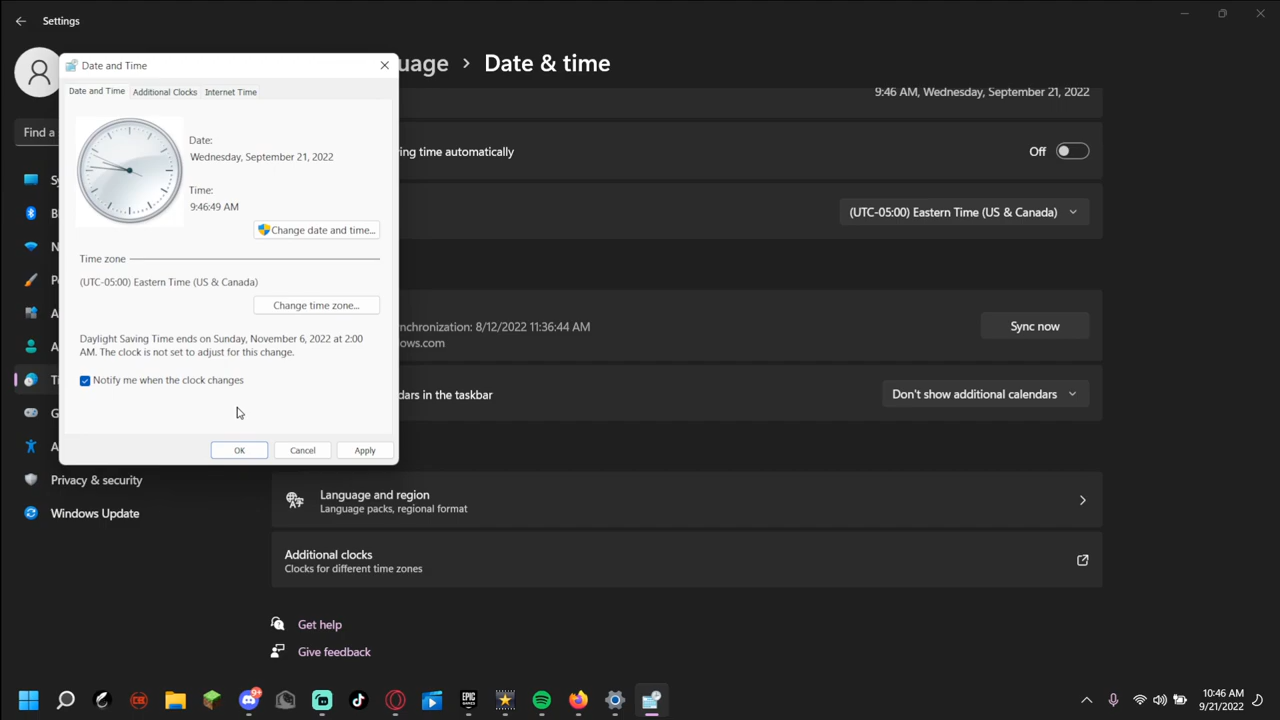 Settings
Date and Time
uage > Date & time
Date and Time
Additional Clocks
Internet Time
9:46 AM, Wednesday, September 21, 2022
Find a
Date:
Wednesday, September 21, 2022
ing time automatically
Off
Sy
Time:
9:46:49 AM
B
(UTC-05:00) Eastern Time (US & Canada)
Change date and time...
N
Time zone
P
(UTC-05:00) Eastern Time (US & Canada)
Change time zone...
A
nchronization: 8/12/2022 11:36:44 AM
Sync now
ows.com
Daylight Saving Time ends on Sunday, November 6, 2022 at 2:00
AM. The clock is not set to adjust for this change.
A
Ti
Notify me when the clock changes
dars in the taskbar
Don't show additional calendars
G
A
OK
Cancel
Apply
Privacy & security
Language and region
Language packs, regional format
Windows Update
Additional clocks
Clocks for different time zones
Get help
Give feedback
9+
EPIC
GAMES
10:46 AM
9/21/2022